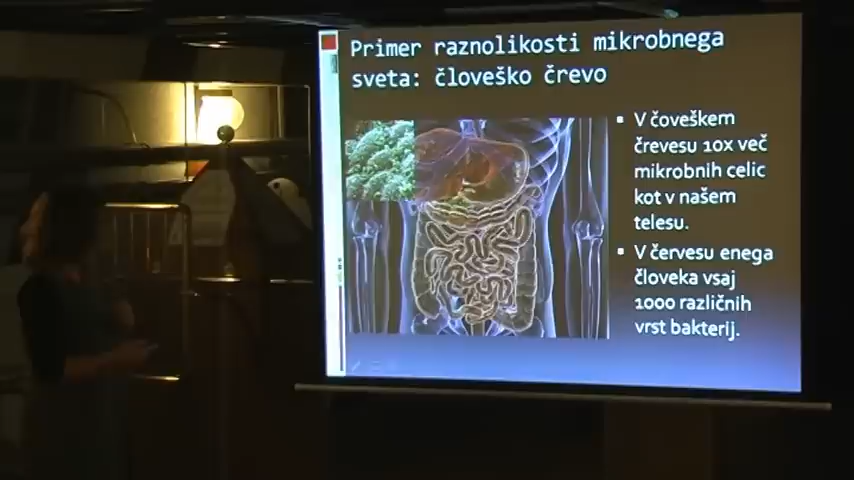 Primer raznolikosti mikrobnega
sveta: človeško črevo
V čoveškem
črevesu 10x več
mikrobnih celic
kot v našem
telesu.
V červesu enega
človeka vsaj
1000 različnih
vrst bakterij.